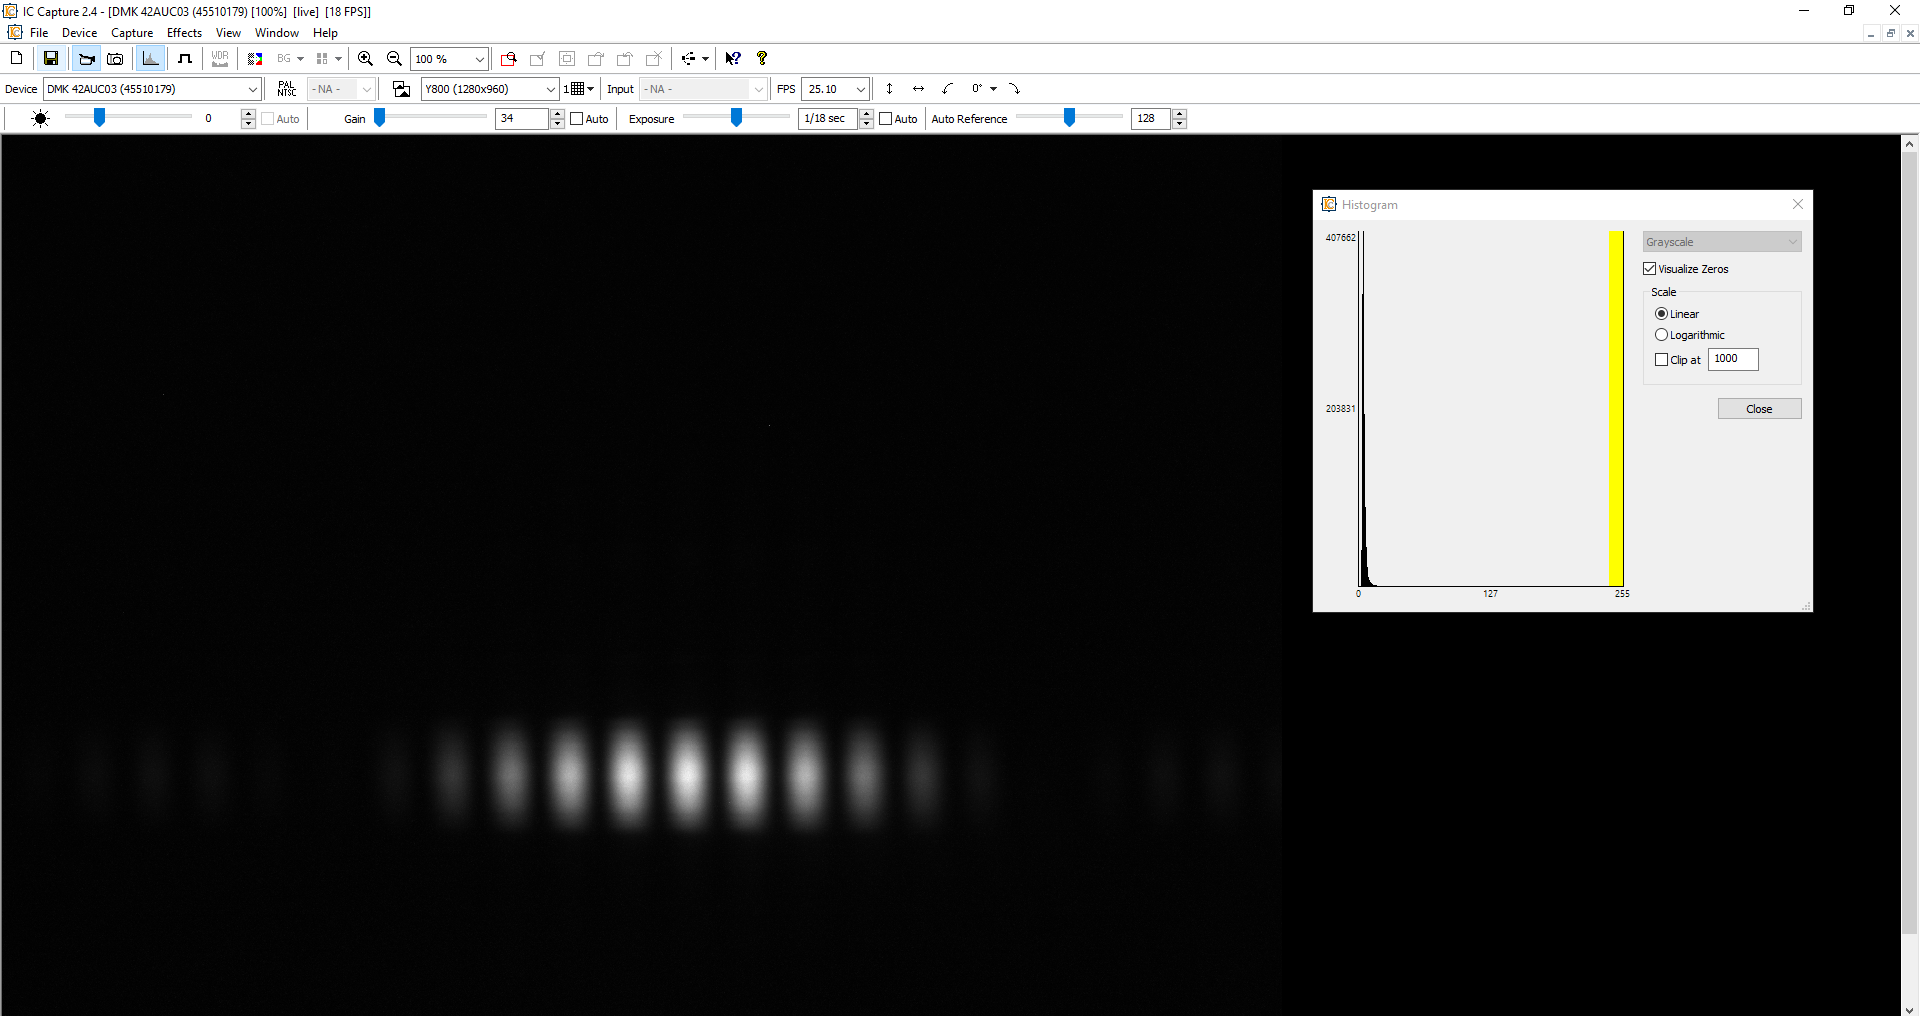 IC Capture 2.4 - [DMK 42AUC03 (45510179) [100%]  [live]  [18 FPS]]
File Device Capture Effects View Window Help
WDR BG 100 %
Device DMK 42AUC03 (45510179) PAL NTSC - NA - Y800 (1280x960) 1 Input - NA - FPS 25.10 0°
0 Auto Gain 34 Auto Exposure 1/18 sec Auto Auto Reference 128
Histogram
407662
203831
0 127 255
Grayscale
Visualize Zeros
Scale
Linear
Logarithmic
Clip at 1000
Close